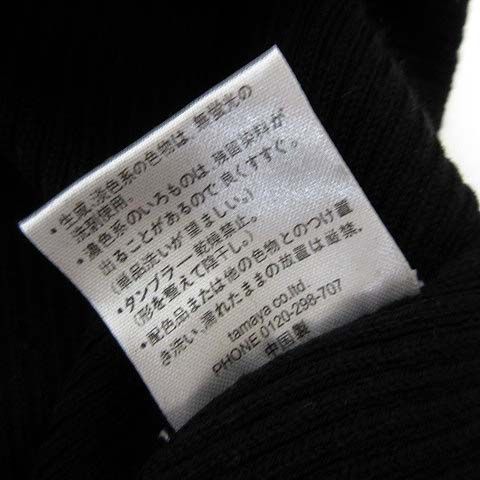 ・生成、淡色系の色物は 無蛍光の
洗剤使用。
・濃色系のいろものは、残留染料が
出ることがあるので 良くすすぐ。
(単品洗いが望ましい。)
・タンブラー 乾燥禁止。
(形を整えて陰干し。)
・配色品または他の色物とのつけ置
き洗い、濡れたままの放置は厳禁。
tamaya co.ltd
PHONE.0120-298-707
中国製